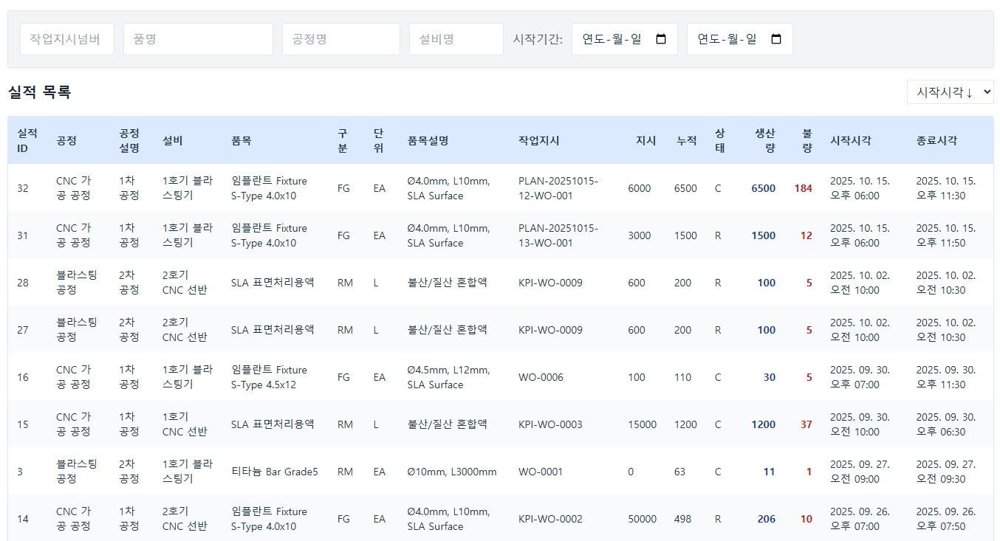 작업지시넘버 품명 공정명 설비명 시작기간: 연도-월-일 연도-월-일
실적 목록 시작시각↓
실적 ID 공정 공정 설명 설비 품목 구분 단위 품목설명 작업지시 지시 누적 상태 생산량 불량 시작시각 종료시각
32 CNC 가공 공정 1차 공정 1호기 블라스팅기 임플란트 Fixture S-Type 4.0x10 FG EA Ø4.0mm, L10mm, SLA Surface PLAN-20251015-12-WO-001 6000 6500 C 6500 184 2025. 10. 15. 오후 06:00 2025. 10. 15. 오후 11:30
31 CNC 가공 공정 1차 공정 1호기 블라스팅기 임플란트 Fixture S-Type 4.0x10 FG EA Ø4.0mm, L10mm, SLA Surface PLAN-20251015-13-WO-001 3000 1500 R 1500 12 2025. 10. 15. 오후 06:00 2025. 10. 15. 오후 11:50
28 블라스팅 공정 2차 공정 2호기 CNC 선반 SLA 표면처리용액 RM L 불산/질산 혼합액 KPI-WO-0009 600 200 R 100 5 2025. 10. 02. 오전 10:00 2025. 10. 02. 오전 10:30
27 블라스팅 공정 2차 공정 2호기 CNC 선반 SLA 표면처리용액 RM L 불산/질산 혼합액 KPI-WO-0009 600 200 R 100 5 2025. 10. 02. 오전 10:00 2025. 10. 02. 오전 10:30
16 CNC 가공 공정 1차 공정 1호기 블라스팅기 임플란트 Fixture S-Type 4.5x12 FG EA Ø4.5mm, L12mm, SLA Surface WO-0006 100 110 C 30 5 2025. 09. 30. 오후 07:00 2025. 09. 30. 오후 11:30
15 CNC 가공 공정 1차 공정 1호기 CNC 선반 SLA 표면처리용액 RM L 불산/질산 혼합액 KPI-WO-0003 15000 1200 C 1200 37 2025. 09. 30. 오전 10:00 2025. 09. 30. 오후 06:30
3 블라스팅 공정 2차 공정 1호기 블라스팅기 티타늄 Bar Grade5 RM EA Ø10mm, L3000mm WO-0001 0 63 C 11 1 2025. 09. 27. 오전 09:00 2025. 09. 27. 오전 09:30
14 CNC 가공 공정 1차 공정 2호기 CNC 선반 임플란트 Fixture S-Type 4.0x10 FG EA Ø4.0mm, L10mm, SLA Surface KPI-WO-0002 50000 498 R 206 10 2025. 09. 26. 오후 07:00 2025. 09. 26. 오후 07:50